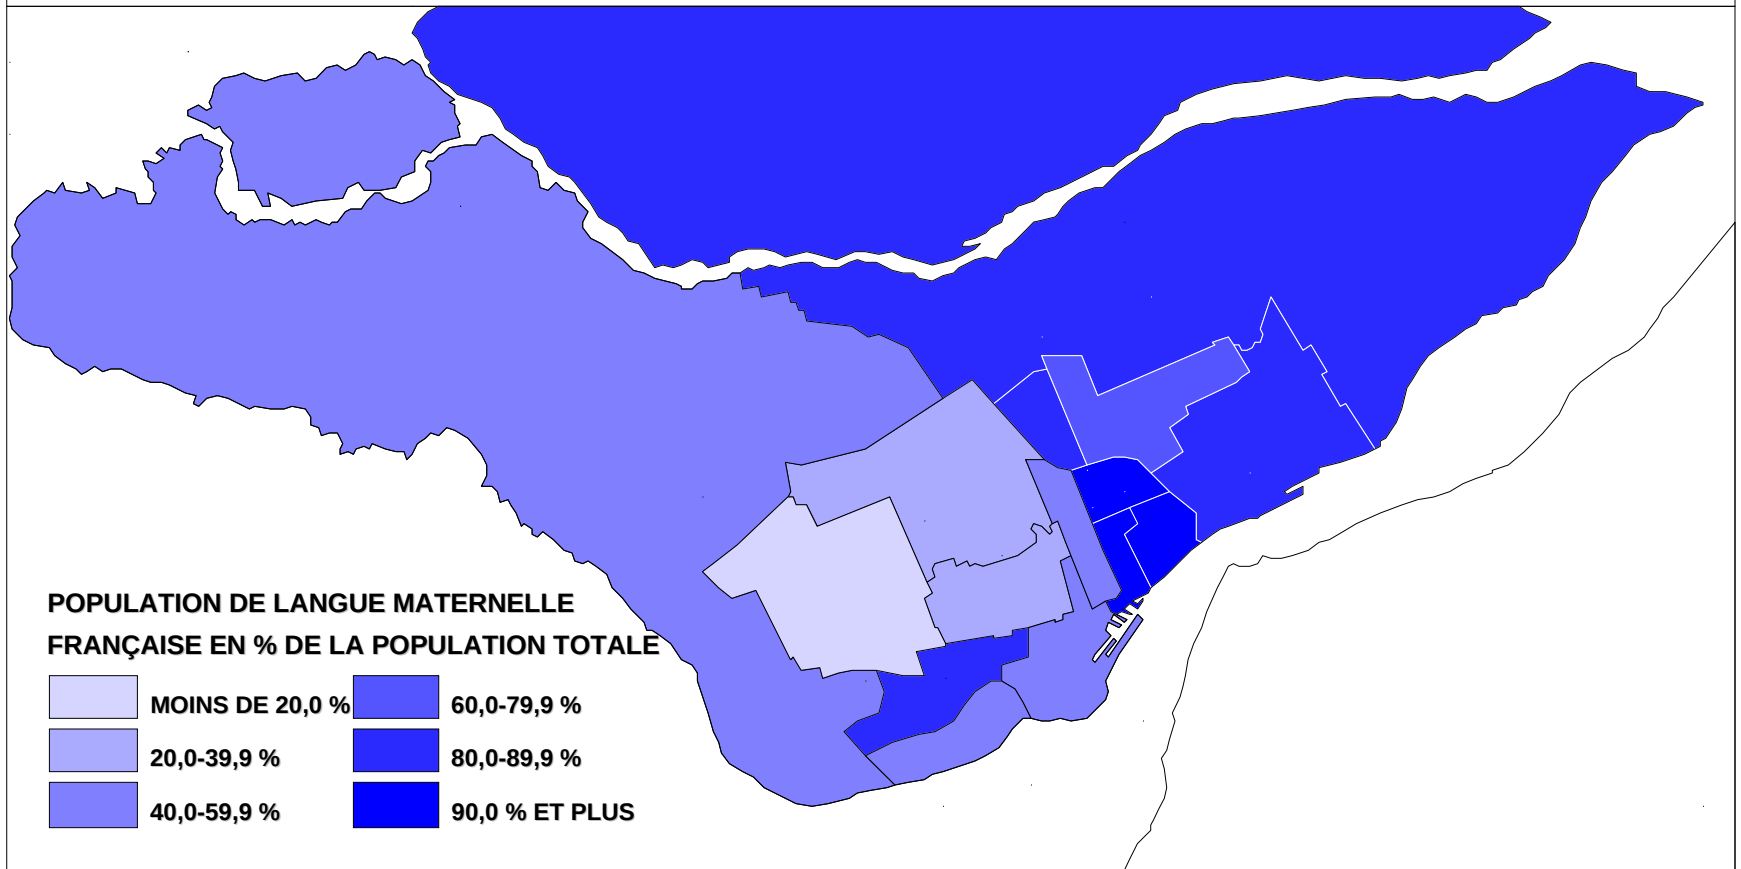 POPULATION DE LANGUE MATERNELLE
FRANÇAISE EN % DE LA POPULATION TOTALE
MOINS DE 20,0 %
20,0-39,9 %
40,0-59,9 %
60,0-79,9 %
80,0-89,9 %
90,0 % ET PLUS